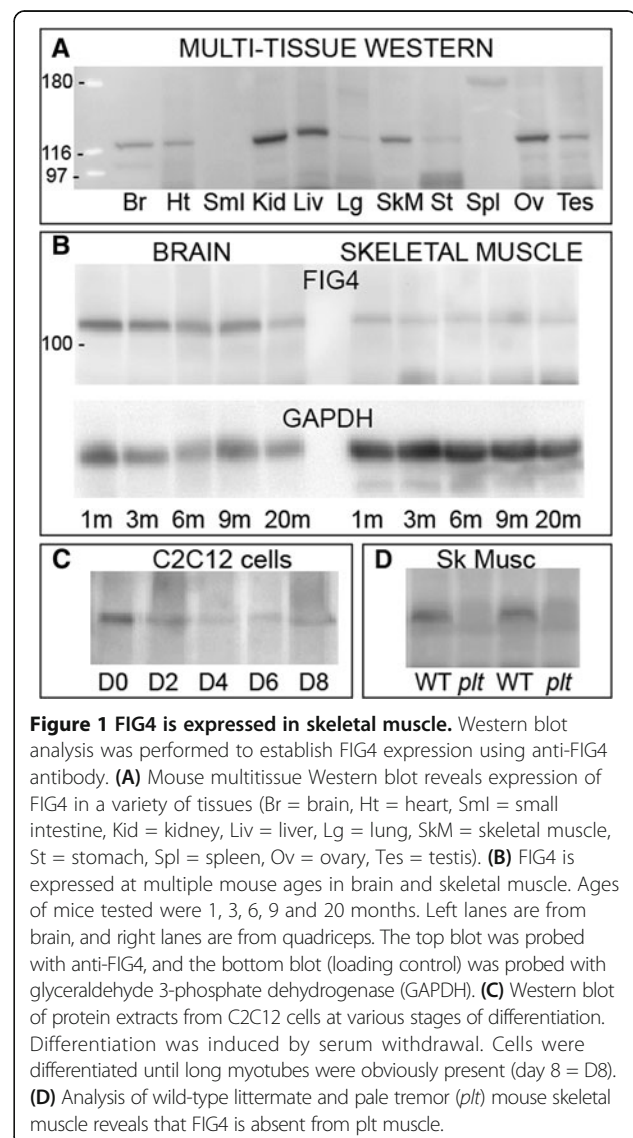 A MULTI-TISSUE WESTERN
180 -
116 -
97 -
Br Ht SmI Kid Liv Lg SkM St Spl Ov Tes
B BRAIN SKELETAL MUSCLE
FIG4
100 -
GAPDH
1m 3m 6m 9m 20m 1m 3m 6m 9m 20m
C C2C12 cells
D0 D2 D4 D6 D8
D Sk Musc
WT plt WT plt
Figure 1 FIG4 is expressed in skeletal muscle. Western blot
analysis was performed to establish FIG4 expression using anti-FIG4
antibody. (A) Mouse multitissue Western blot reveals expression of
FIG4 in a variety of tissues (Br = brain, Ht = heart, SmI = small
intestine, Kid = kidney, Liv = liver, Lg = lung, SkM = skeletal muscle,
St = stomach, Spl = spleen, Ov = ovary, Tes = testis). (B) FIG4 is
expressed at multiple mouse ages in brain and skeletal muscle. Ages
of mice tested were 1, 3, 6, 9 and 20 months. Left lanes are from
brain, and right lanes are from quadriceps. The top blot was probed
with anti-FIG4, and the bottom blot (loading control) was probed with
glyceraldehyde 3-phosphate dehydrogenase (GAPDH). (C) Western blot
of protein extracts from C2C12 cells at various stages of differentiation.
Differentiation was induced by serum withdrawal. Cells were
differentiated until long myotubes were obviously present (day 8 = D8).
(D) Analysis of wild-type littermate and pale tremor (plt) mouse skeletal
muscle reveals that FIG4 is absent from plt muscle.